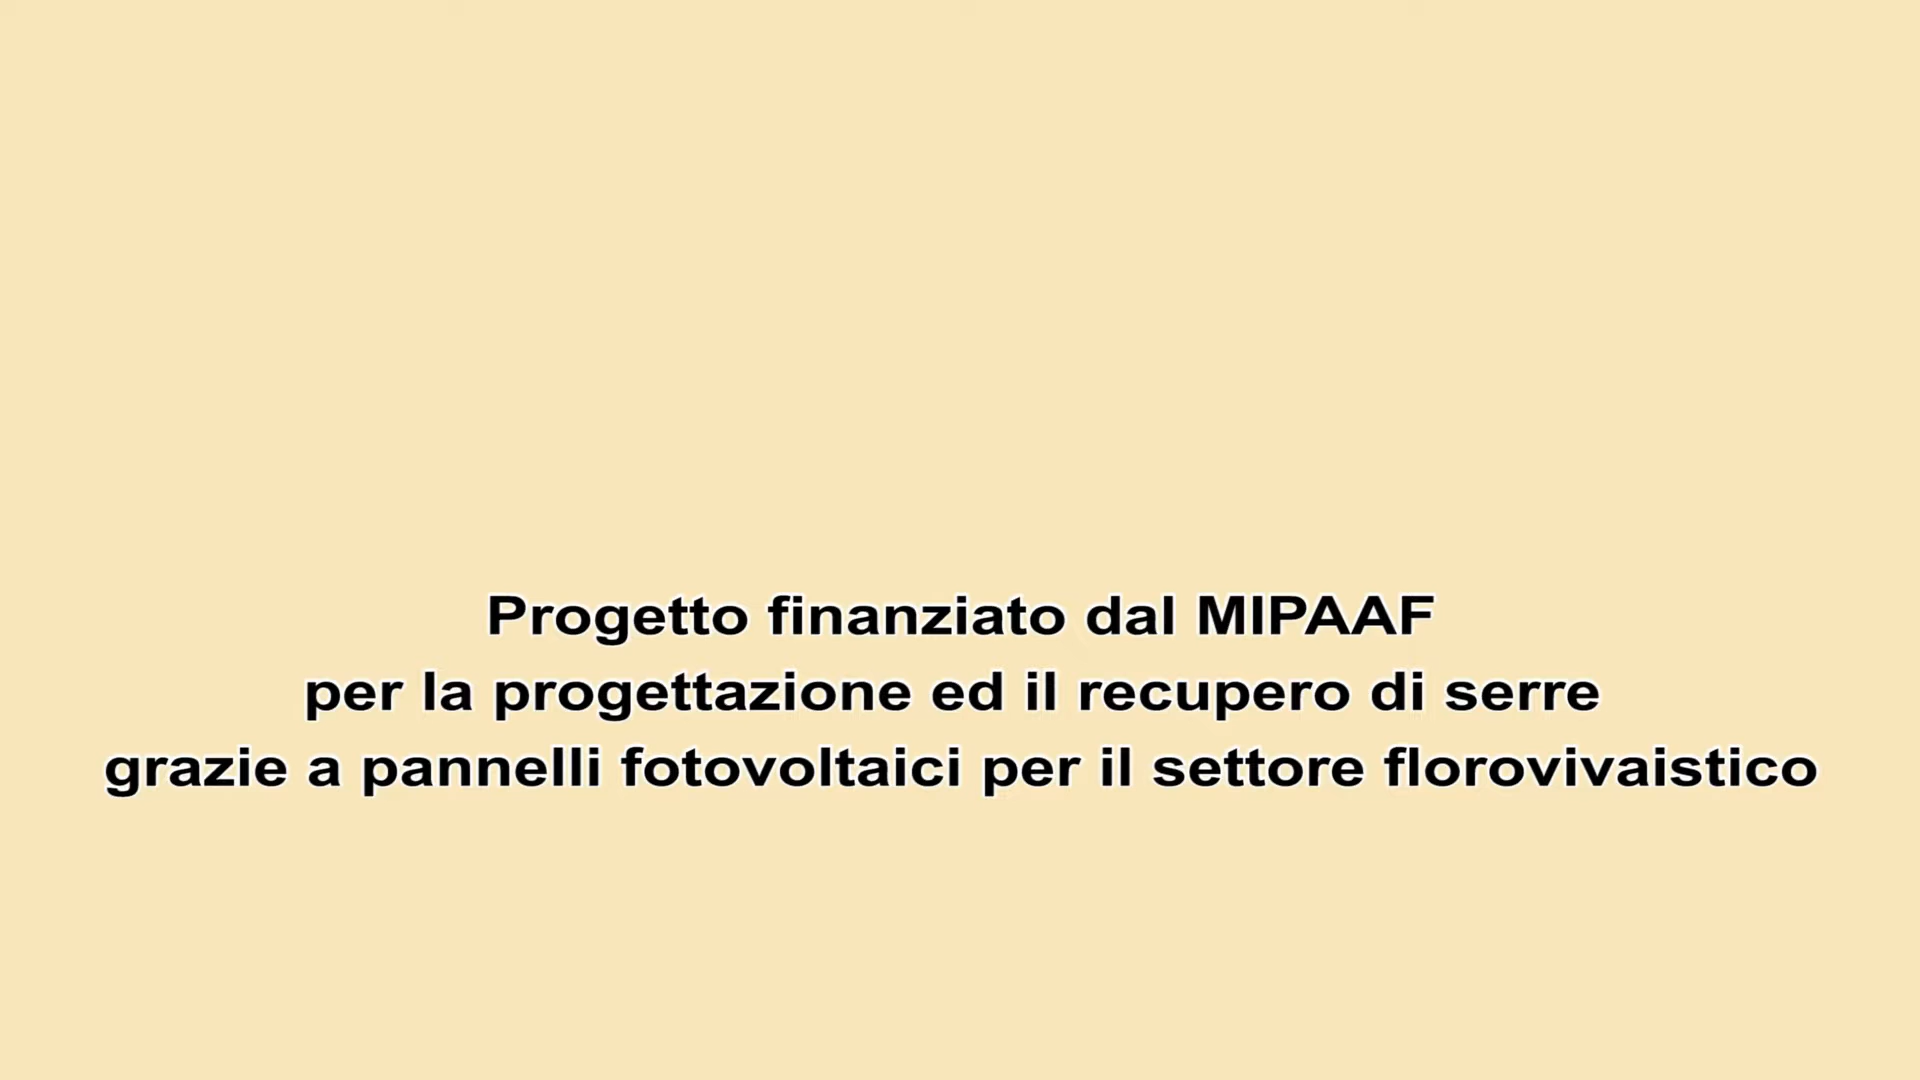 Progetto finanziato dal MIPAAF
per la progettazione ed il recupero di serre
grazie a pannelli fotovoltaici per il settore florovivaistico